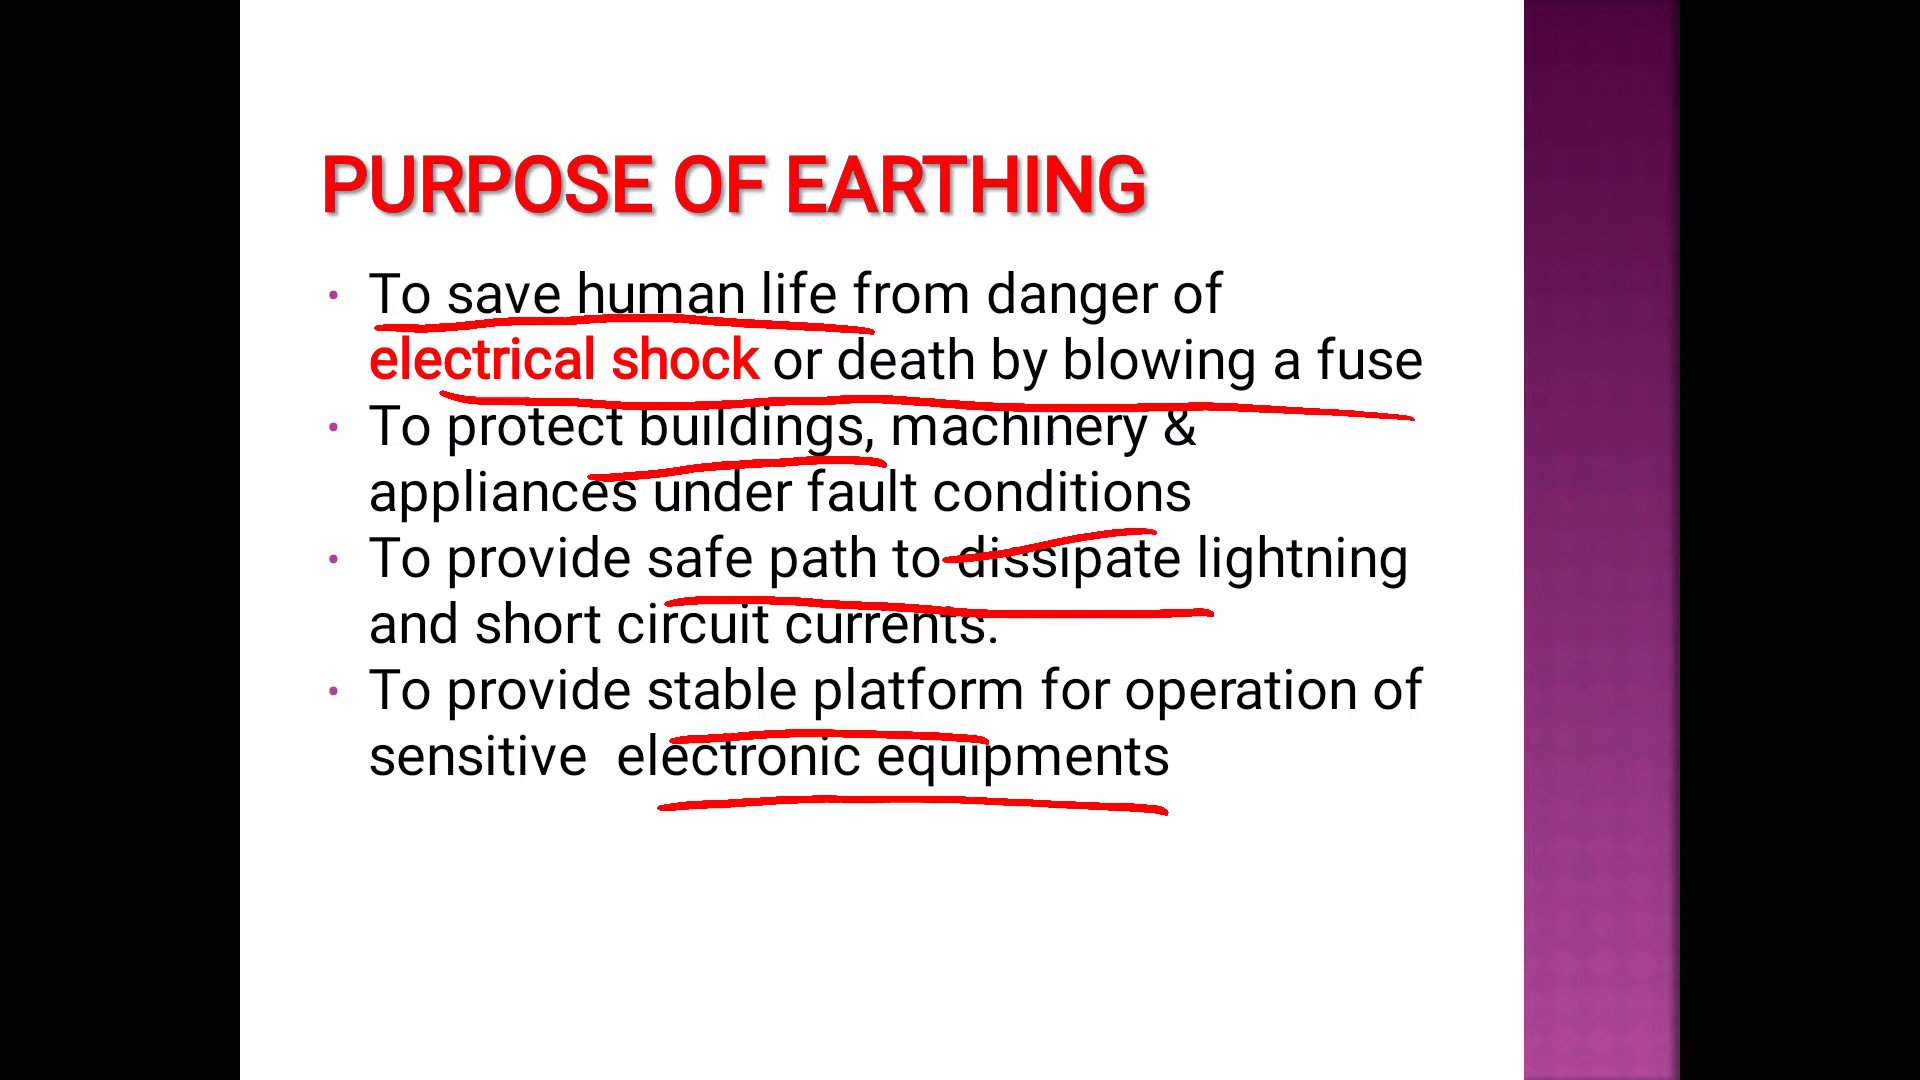 PURPOSE OF EARTHING
• To save human life from danger of
electrical shock or death by blowing a fuse
• To protect buildings, machinery &
appliances under fault conditions
• To provide safe path to dissipate lightning
and short circuit currents.
• To provide stable platform for operation of
sensitive electronic equipments